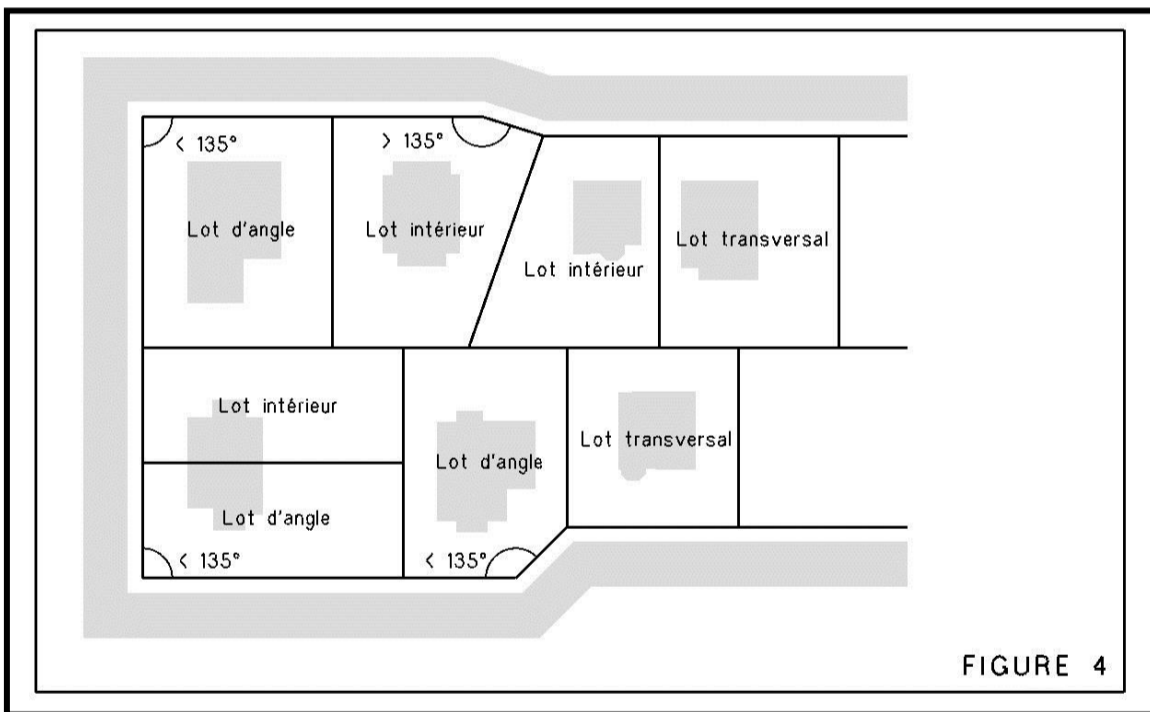 < 135°
> 135°
Lot d'angle
Lot intérieur
Lot intérieur
Lot transversal
Lot intérieur
Lot d'angle
Lot transversal
Lot d'angle
< 135°
< 135°
FIGURE 4